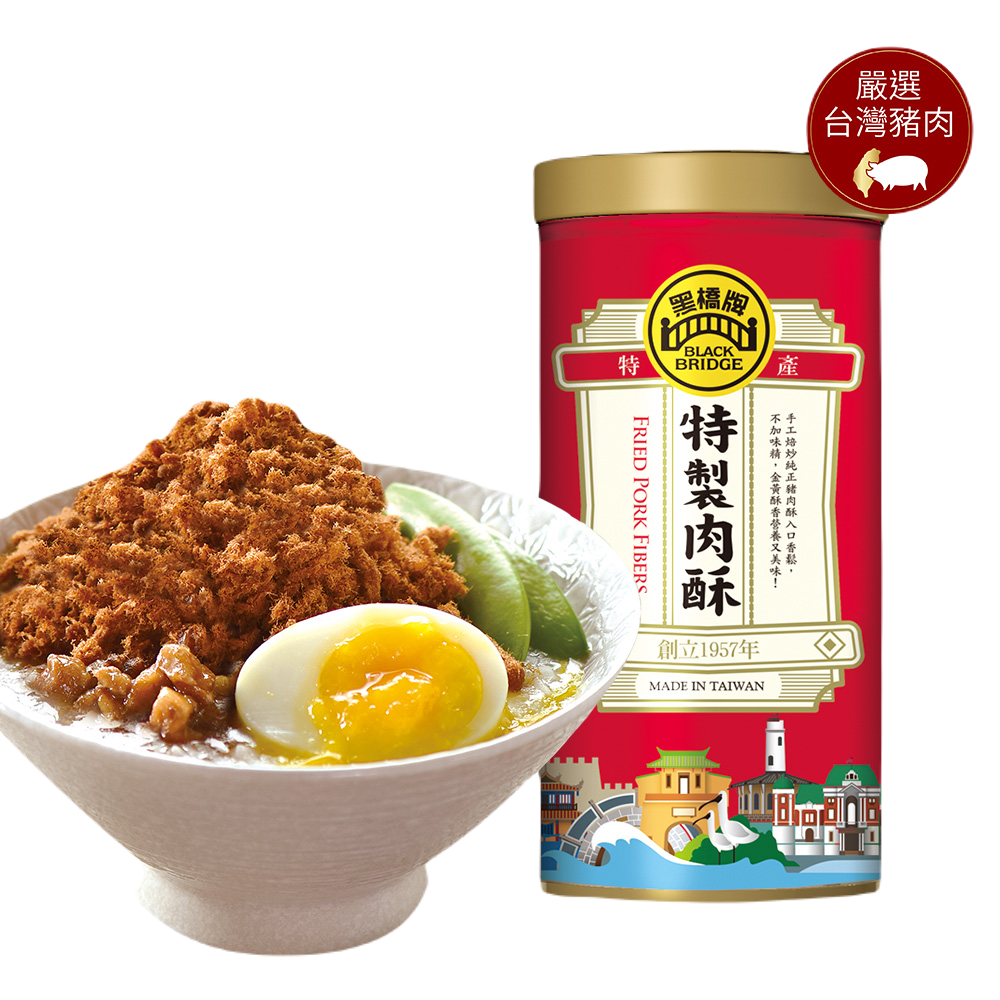 嚴選
台灣豬肉
黑橋牌
BLACK
BRIDGE
特 產
特製肉酥
FRIED PORK FIBERS
手工焙炒純正豬肉酥入口香鬆，
不加味精，金黃酥香營養又美味！
創立1957年
MADE IN TAIWAN